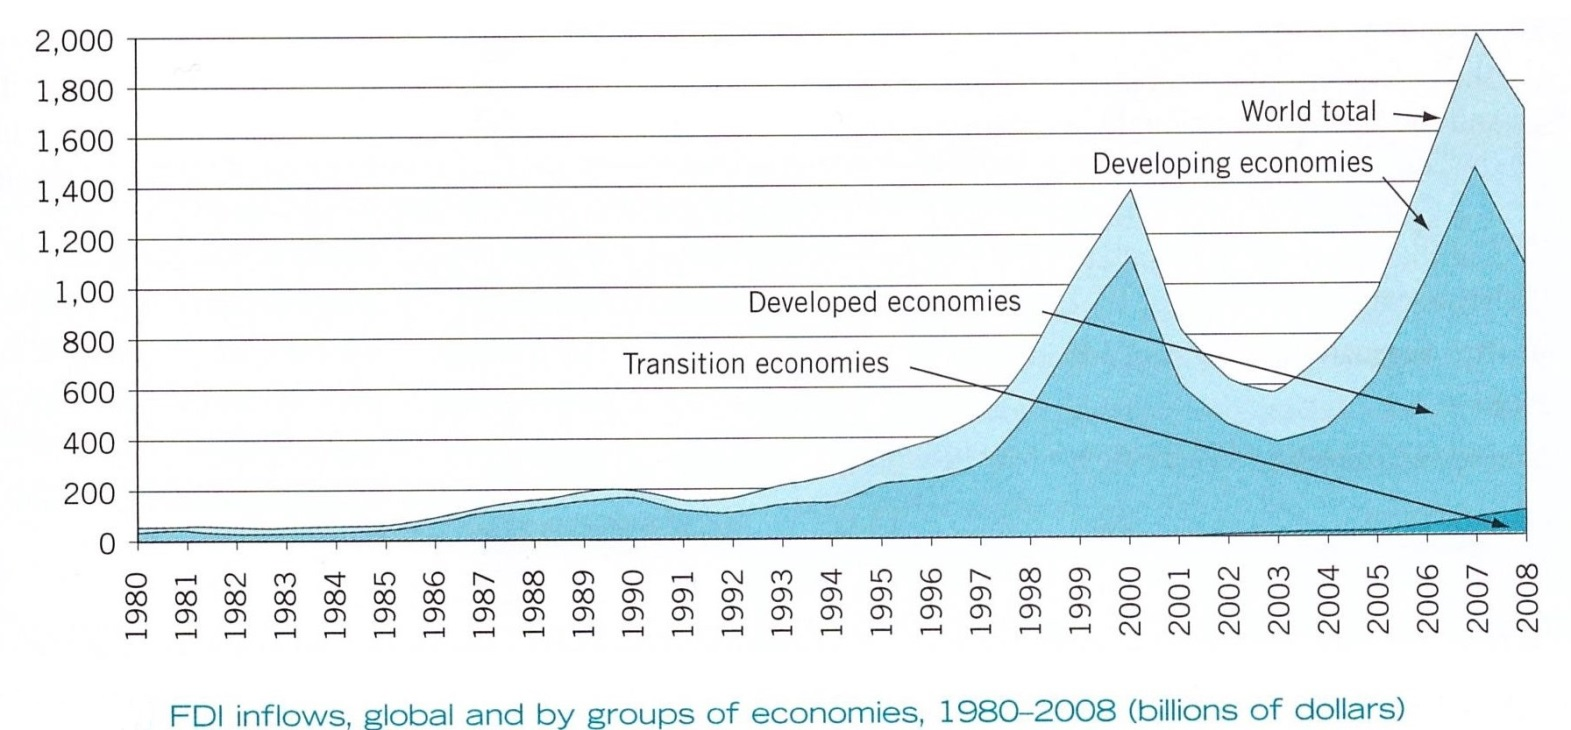 2,000
1,800
World total
1,600
Developing economies
1,400
1,200
1,00
Developed economies
800
Transition economies
600
400
200
0
1980 1981 1982 1983 1984 1985 1986 1987 1988 1989 1990 1991 1992 1993 1994 1995 1996 1997 1998 1999 2000 2001 2002 2003 2004 2005 2006 2007 2008
FDI inflows, global and by groups of economies, 1980–2008 (billions of dollars)